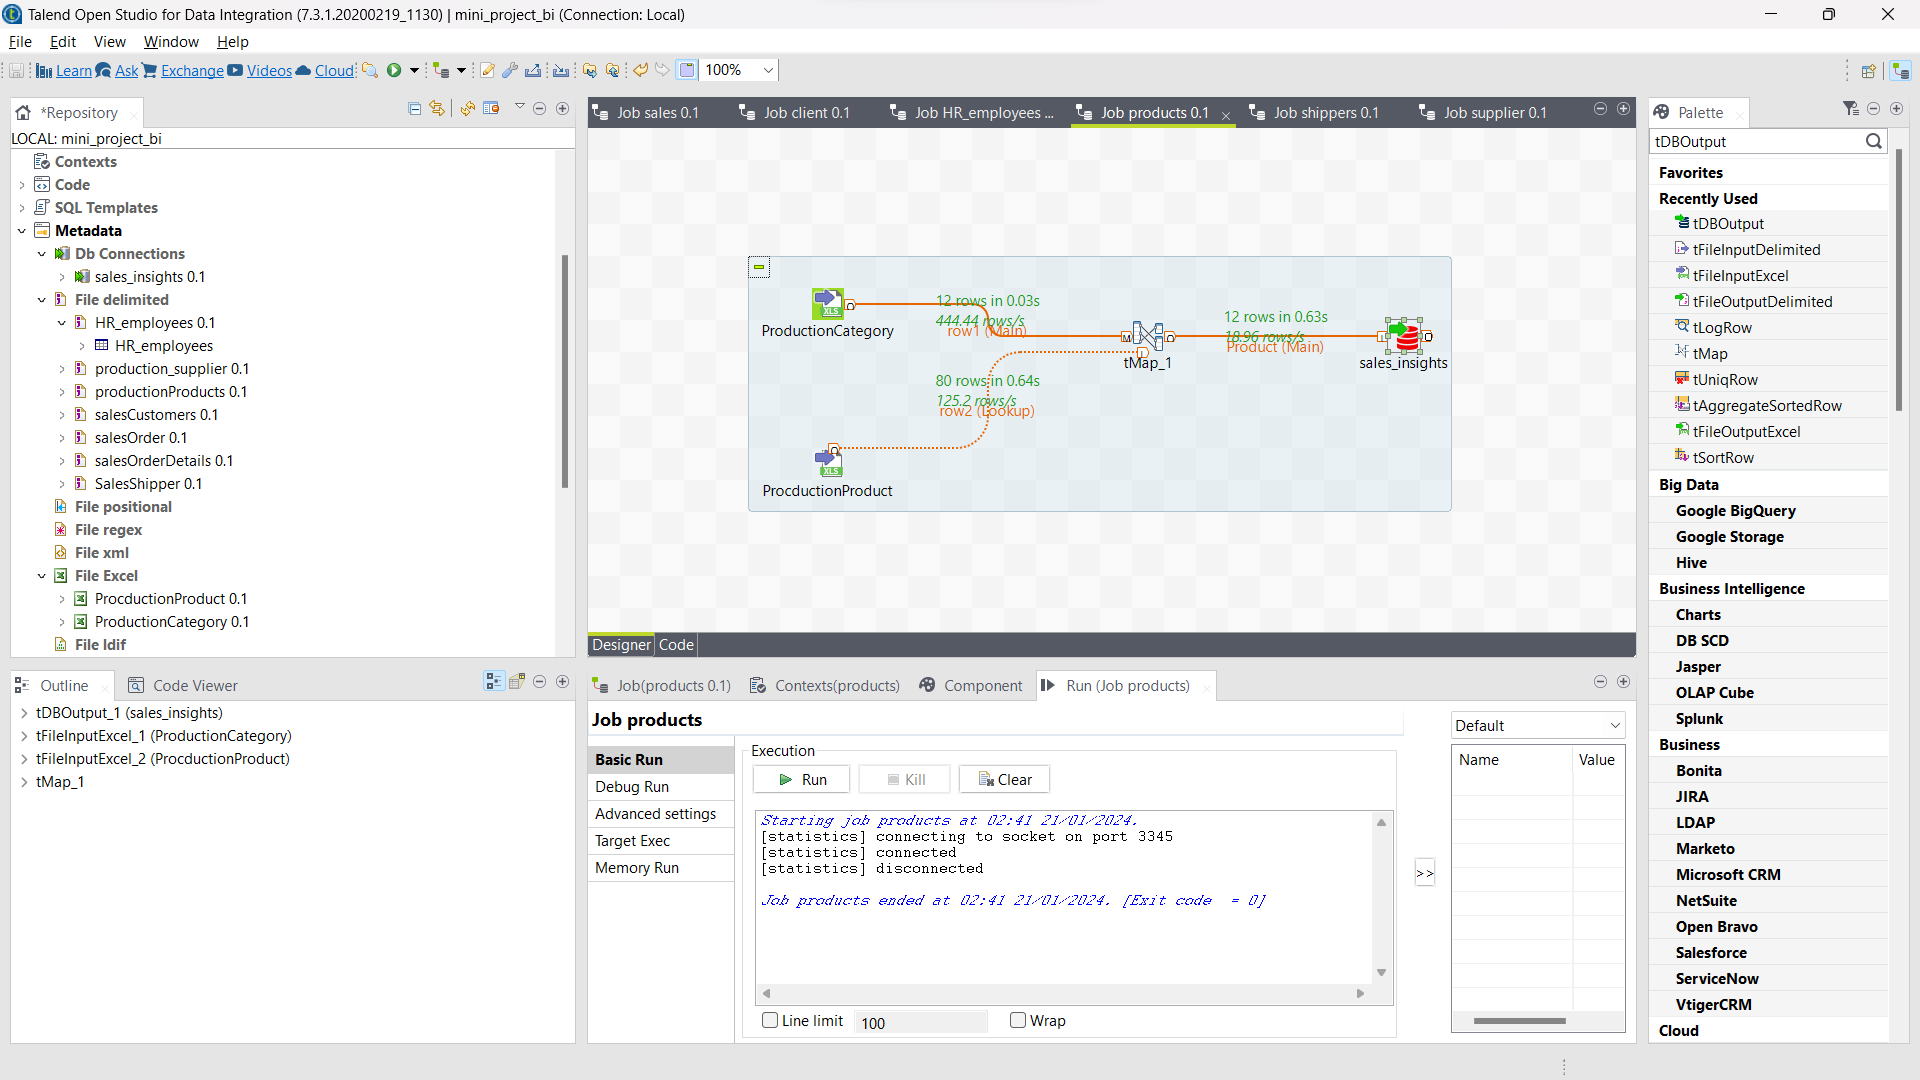 Talend Open Studio for Data Integration (7.3.1.20200219_1130) | mini_project_bi (Connection: Local)
File Edit View Window Help
Learn Ask Exchange Videos Cloud 100%
*Repository
LOCAL: mini_project_bi
Contexts
Code
SQL Templates
Metadata
Db Connections
sales_insights 0.1
File delimited
HR_employees 0.1
HR_employees
production_supplier 0.1
productionProducts 0.1
salesCustomers 0.1
salesOrder 0.1
salesOrderDetails 0.1
SalesShipper 0.1
File positional
File regex
File xml
File Excel
ProcductionProduct 0.1
ProductionCategory 0.1
File ldif
Job sales 0.1 Job client 0.1 Job HR_employees ... Job products 0.1 Job shippers 0.1 Job supplier 0.1
12 rows in 0.03s
444.44 rows/s
row1 (Main)
ProductionCategory
12 rows in 0.63s
18.96 rows/s
Product (Main)
tMap_1
sales_insights
80 rows in 0.64s
125.2 rows/s
row2 (Lookup)
XLS
XLS
ProcductionProduct
Designer Code
Palette
tDBOutput
Favorites
Recently Used
tDBOutput
tFileInputDelimited
tFileInputExcel
tFileOutputDelimited
tLogRow
tMap
tUniqRow
tAggregateSortedRow
tFileOutputExcel
tSortRow
Big Data
Google BigQuery
Google Storage
Hive
Business Intelligence
Charts
DB SCD
Jasper
OLAP Cube
Splunk
Business
Bonita
JIRA
LDAP
Marketo
Microsoft CRM
NetSuite
Open Bravo
Salesforce
ServiceNow
VtigerCRM
Cloud
Outline Code Viewer
tDBOutput_1 (sales_insights)
tFileInputExcel_1 (ProductionCategory)
tFileInputExcel_2 (ProcductionProduct)
tMap_1
Job(products 0.1) Contexts(products) Component Run (Job products)
Job products
Basic Run
Debug Run
Advanced settings
Target Exec
Memory Run
Execution
Run Kill Clear
Starting job products at 02:41 21/01/2024.
[statistics] connecting to socket on port 3345
[statistics] connected
[statistics] disconnected
Job products ended at 02:41 21/01/2024. [Exit code = 0]
Line limit 100 Wrap
>>
Default
Name Value